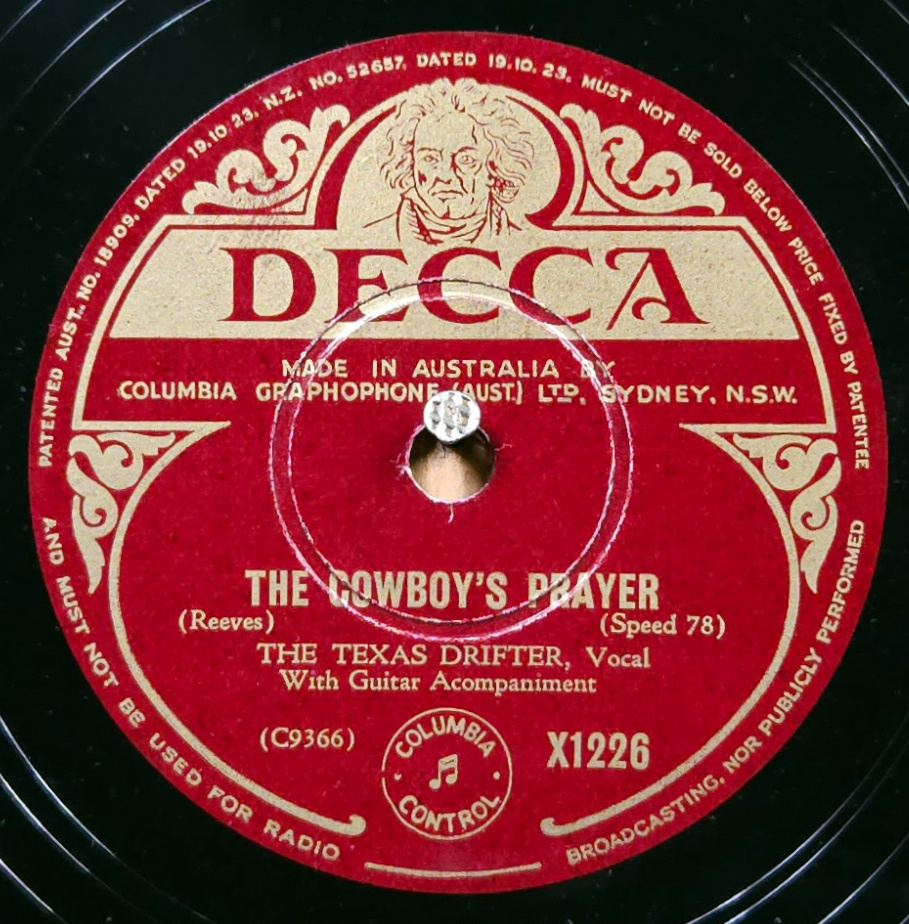 PATENTED AUST. NO. 18909, DATED 19.10.23, N.Z. NO. 52657, DATED 19.10.23. MUST NOT BE SOLD BELOW PRICE FIXED BY PATENTEE
DECCA
MADE IN AUSTRALIA BY
COLUMBIA GRAPHOPHONE (AUST.) LTD., SYDNEY, N.S.W.
THE COWBOY'S PRAYER
(Reeves) (Speed 78)
THE TEXAS DRIFTER, Vocal
With Guitar Acompaniment
(C9366) X1226
COLUMBIA
CONTROL
AND MUST NOT BE USED FOR RADIO BROADCASTING, NOR PUBLICLY PERFORMED